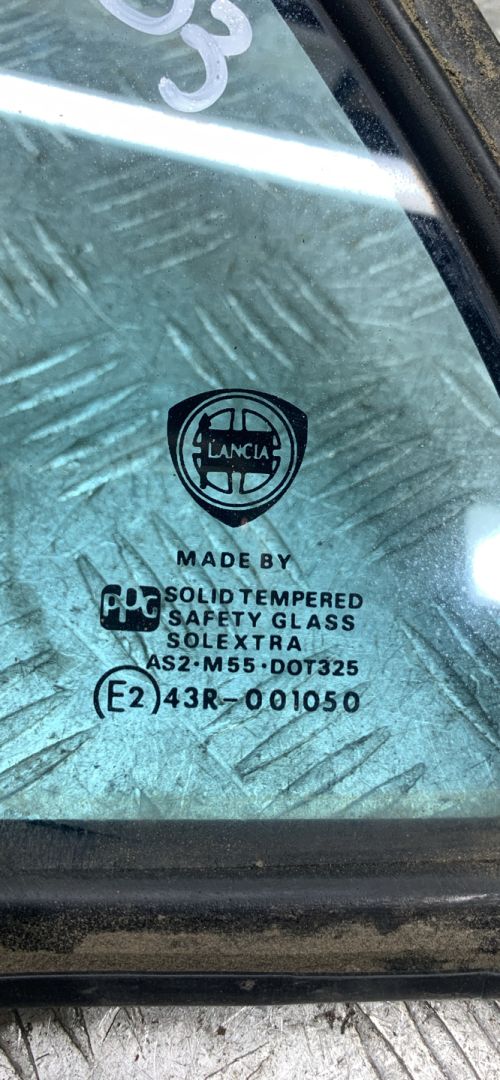 03
LANCIA
MADE BY
PPG SOLID TEMPERED
SAFETY GLASS
SOLEXTRA
AS2·M55·DOT325
E2 43R-001050